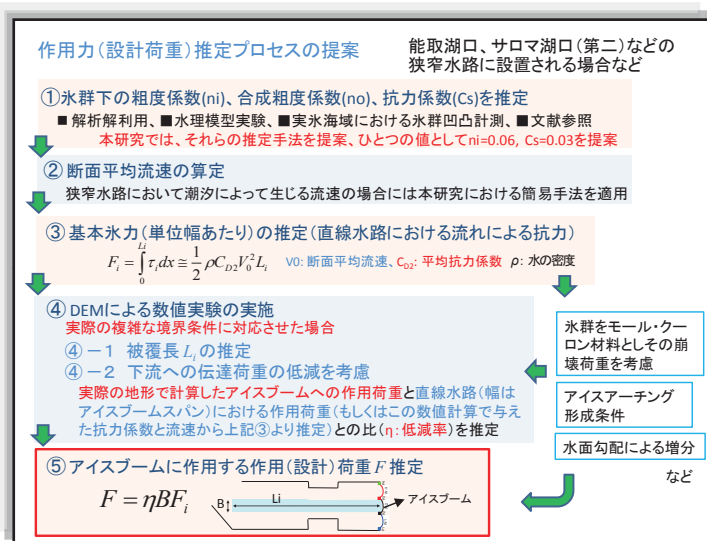 作用力(設計荷重)推定プロセスの提案
能取湖口、サロマ湖口(第二)などの
狭窄水路に設置される場合など
①氷群下の粗度係数(ni)、合成粗度係数(no)、抗力係数(Cs)を推定
■解析解利用、■水理模型実験、■実氷海域における氷群凹凸計測、■文献参照
本研究では、それらの推定手法を提案、ひとつの値としてni=0.06, Cs=0.03を提案
②断面平均流速の算定
狭窄水路において潮汐によって生じる流速の場合には本研究における簡易手法を適用
③基本氷力(単位幅あたり)の推定(直線水路における流れによる抗力)
F_i = ∫_0^{Li} τ_i dx ≅ 1/2 ρC_{D2}V_0^2 L_i
V0: 断面平均流速、C_{D2}: 平均抗力係数 ρ: 水の密度
④ DEMによる数値実験の実施
実際の複雑な境界条件に対応させた場合
④-1 被覆長 L_i の推定
④-2 下流への伝達荷重の低減を考慮
実際の地形で計算したアイスブームへの作用荷重と直線水路(幅は
アイスブームスパン)における作用荷重(もしくはこの数値計算で与え
た抗力係数と流速から上記③より推定)との比(η:低減率)を推定
氷群をモール・クー
ロン材料としその崩
壊荷重を考慮
アイスアーチング
形成条件
水面勾配による増分
など
⑤アイスブームに作用する作用(設計)荷重F 推定
F = ηBF_i
B
Li
アイスブーム